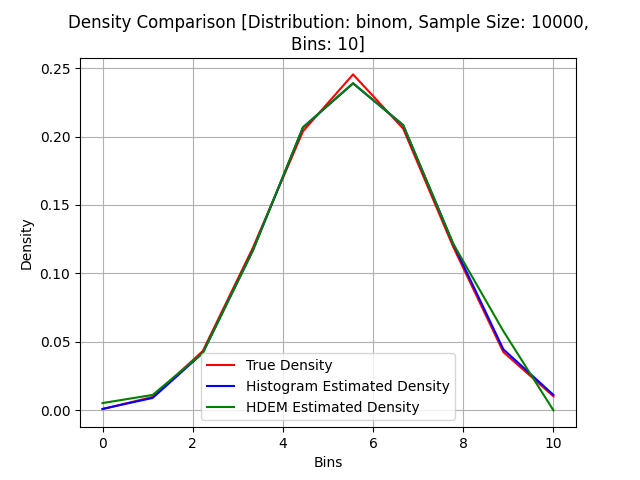 Density Comparison [Distribution: binom, Sample Size: 10000,
Bins: 10]
0.25
0.20
0.15
0.10
0.05
0.00
Density
True Density
Histogram Estimated Density
HDEM Estimated Density
0 2 4 6 8 10
Bins